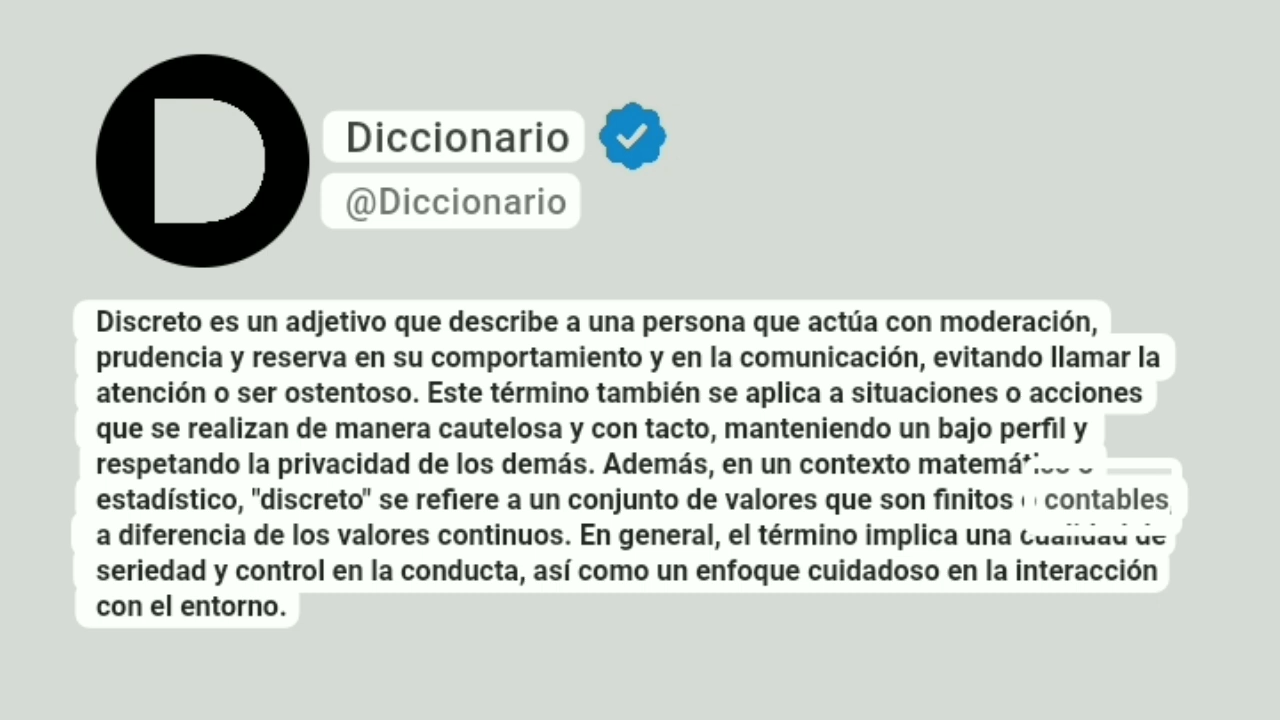 D
Diccionario
@Diccionario
Discreto es un adjetivo que describe a una persona que actúa con moderación,
prudencia y reserva en su comportamiento y en la comunicación, evitando llamar la
atención o ser ostentoso. Este término también se aplica a situaciones o acciones
que se realizan de manera cautelosa y con tacto, manteniendo un bajo perfil y
respetando la privacidad de los demás. Además, en un contexto matemático o
estadístico, "discreto" se refiere a un conjunto de valores que son finitos o contables,
a diferencia de los valores continuos. En general, el término implica una cualidad de
seriedad y control en la conducta, así como un enfoque cuidadoso en la interacción
con el entorno.